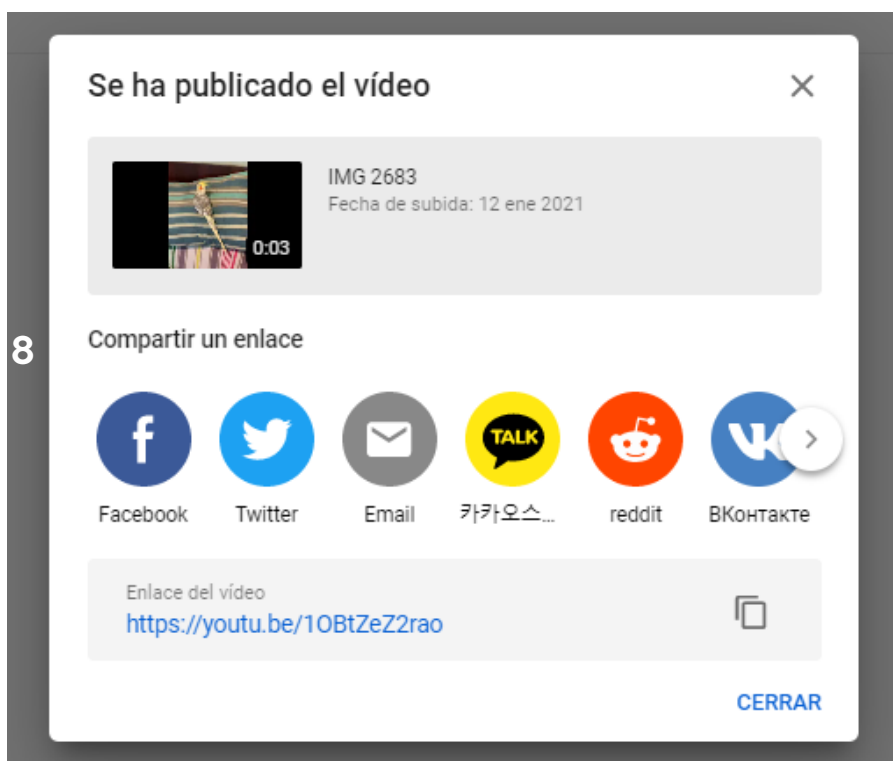 Se ha publicado el vídeo
IMG 2683
Fecha de subida: 12 ene 2021
0:03
8
Compartir un enlace
f
TALK
VK
Facebook
Twitter
Email
카카오스...
reddit
ВКонтакте
Enlace del vídeo
https://youtu.be/1OBtZeZ2rao
CERRAR